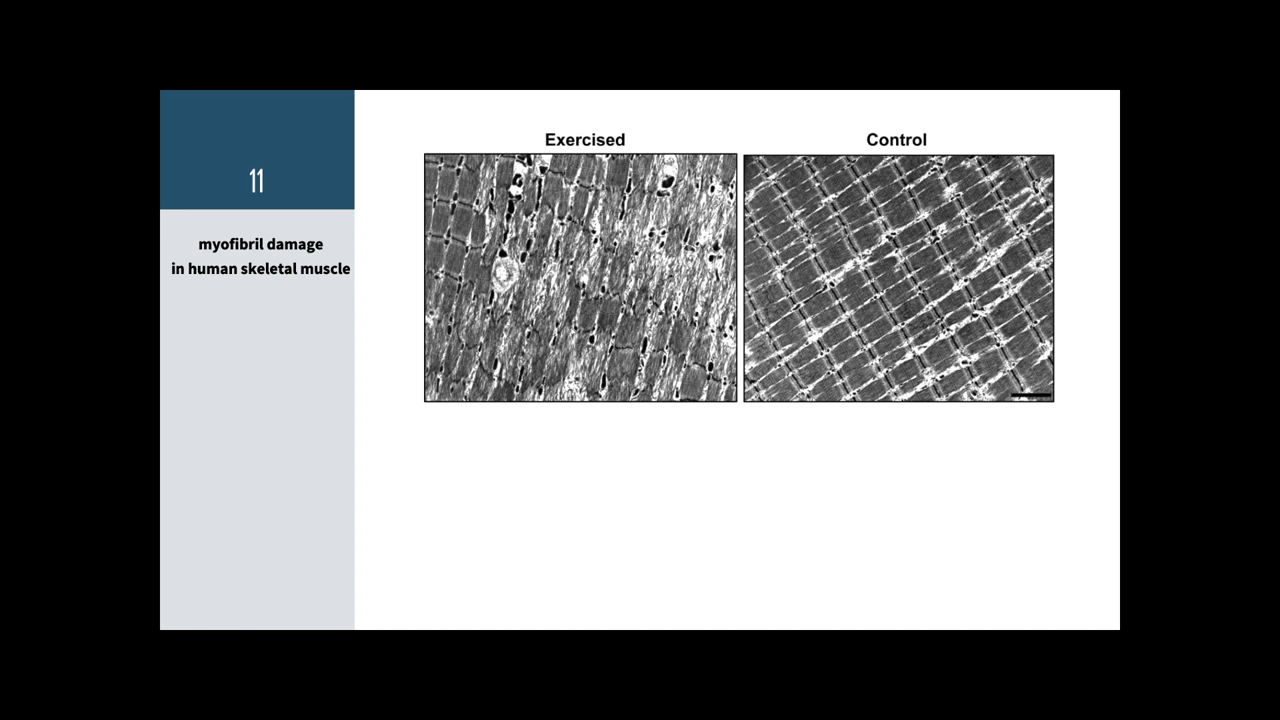 11
myofibril damage
in human skeletal muscle
Exercised
Control